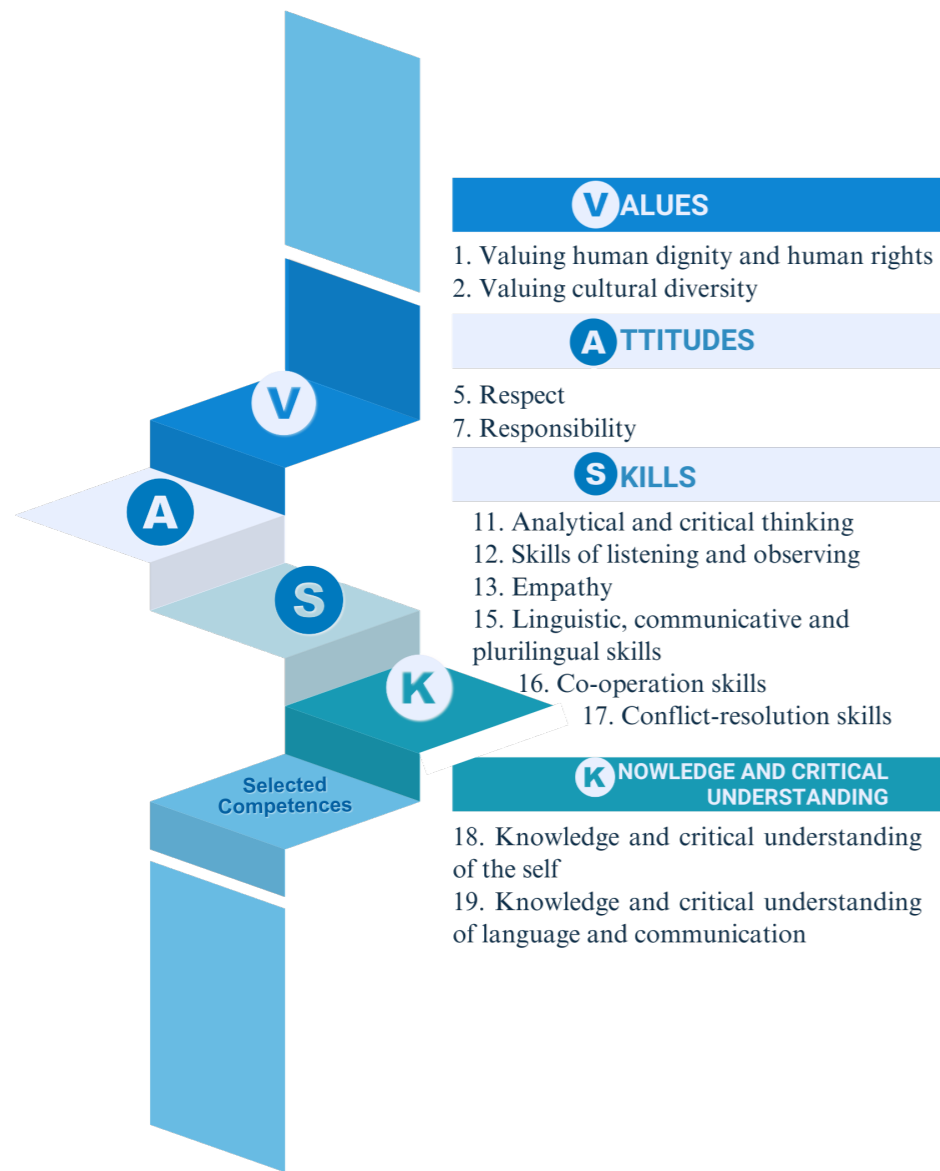 VALUES
1. Valuing human dignity and human rights
2. Valuing cultural diversity
ATTITUDES
5. Respect
7. Responsibility
SKILLS
11. Analytical and critical thinking
12. Skills of listening and observing
13. Empathy
15. Linguistic, communicative and
plurilingual skills
16. Co-operation skills
17. Conflict-resolution skills
KNOWLEDGE AND CRITICAL
UNDERSTANDING
18. Knowledge and critical understanding
of the self
19. Knowledge and critical understanding
of language and communication
V
A
S
K
Selected
Competences